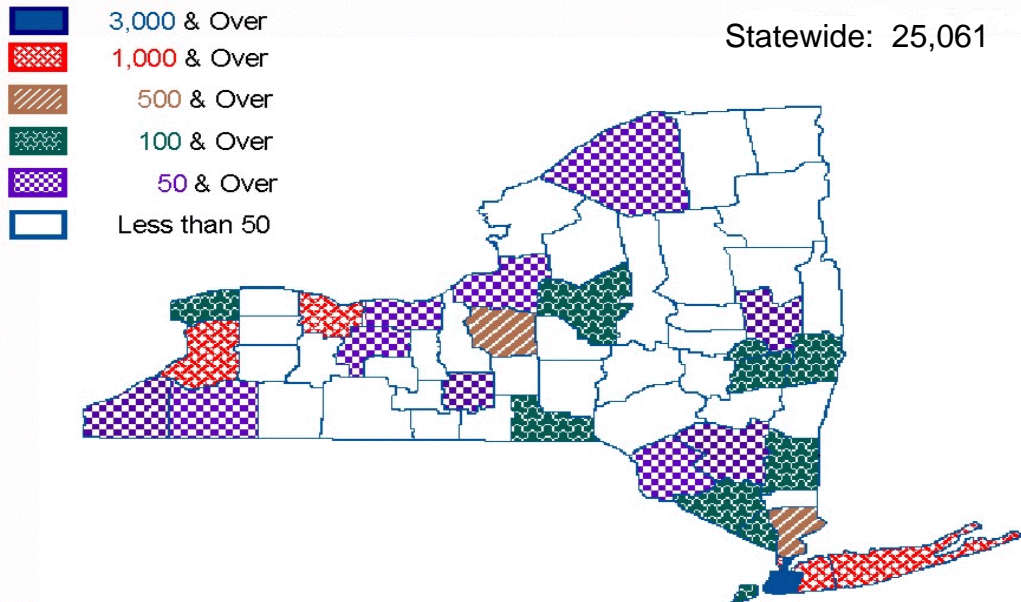 3,000 & Over
Statewide: 25,061
1,000 & Over
500 & Over
100 & Over
50 & Over
Less than 50